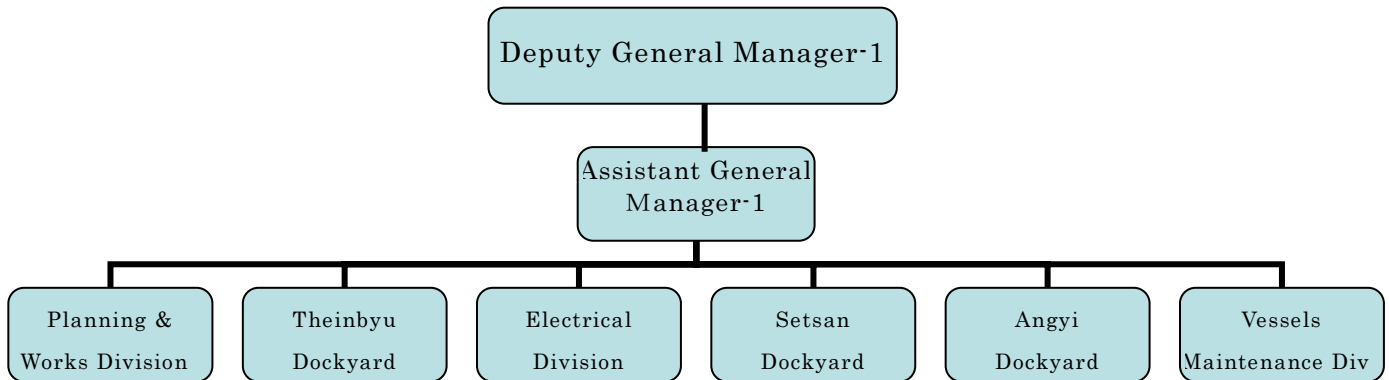 Deputy General Manager-1
Assistant General
Manager-1
Planning &
Works Division
Theinbyu
Dockyard
Electrical
Division
Setsan
Dockyard
Angyi
Dockyard
Vessels
Maintenance Div